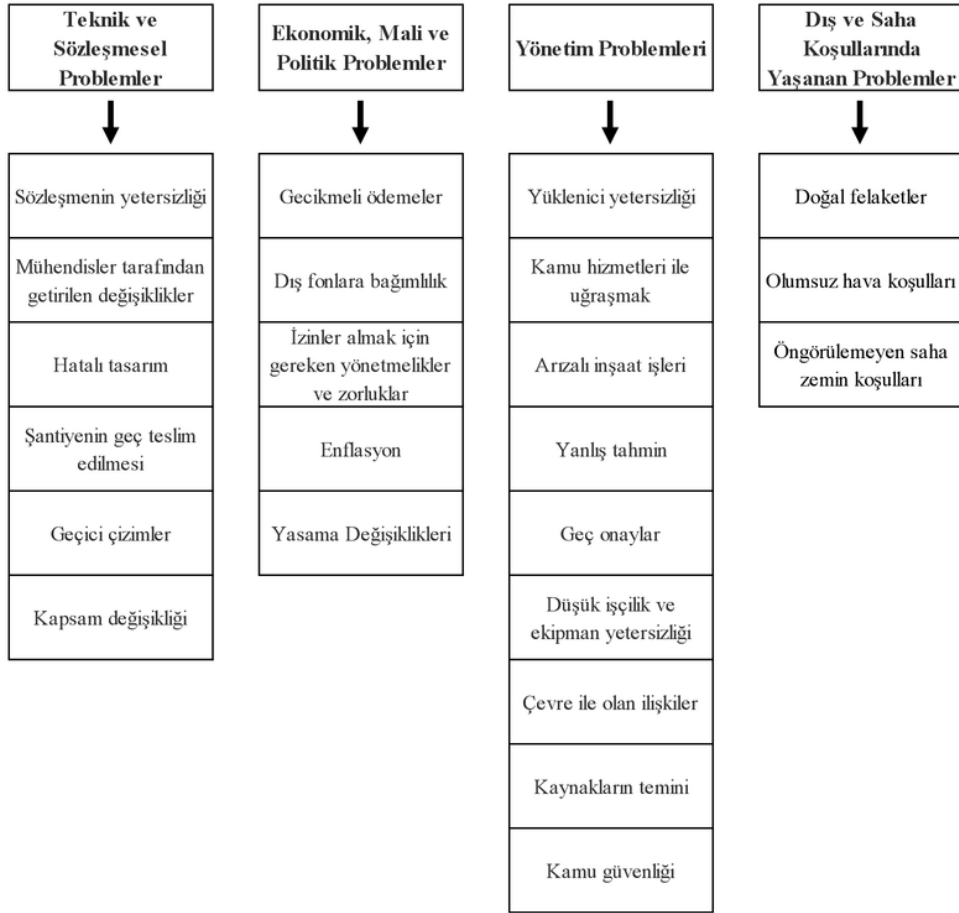 Teknik ve
Sözleşmesel
Problemler
Sözleşmenin yetersizliği
Mühendisler tarafından
getirilen değişiklikler
Hatalı tasarım
Şantiyenin geç teslim
edilmesi
Geçici çizimler
Kapsam değişikliği
Ekonomik, Mali ve
Politik Problemler
Gecikmeli ödemeler
Dış fonlara bağımlılık
İzinler almak için
gereken yönetmelikler
ve zorluklar
Enflasyon
Yasama Değişiklikleri
Yönetim Problemleri
Yüklenici yetersizliği
Kamu hizmetleri ile
uğraşmak
Arızalı inşaat işleri
Yanlış tahmin
Geç onaylar
Düşük işçilik ve
ekipman yetersizliği
Çevre ile olan ilişkiler
Kaynakların temini
Kamu güvenliği
Dış ve Saha
Koşullarında
Yaşanan Problemler
Doğal felaketler
Olumsuz hava koşulları
Öngörülemeyen saha
zemin koşulları